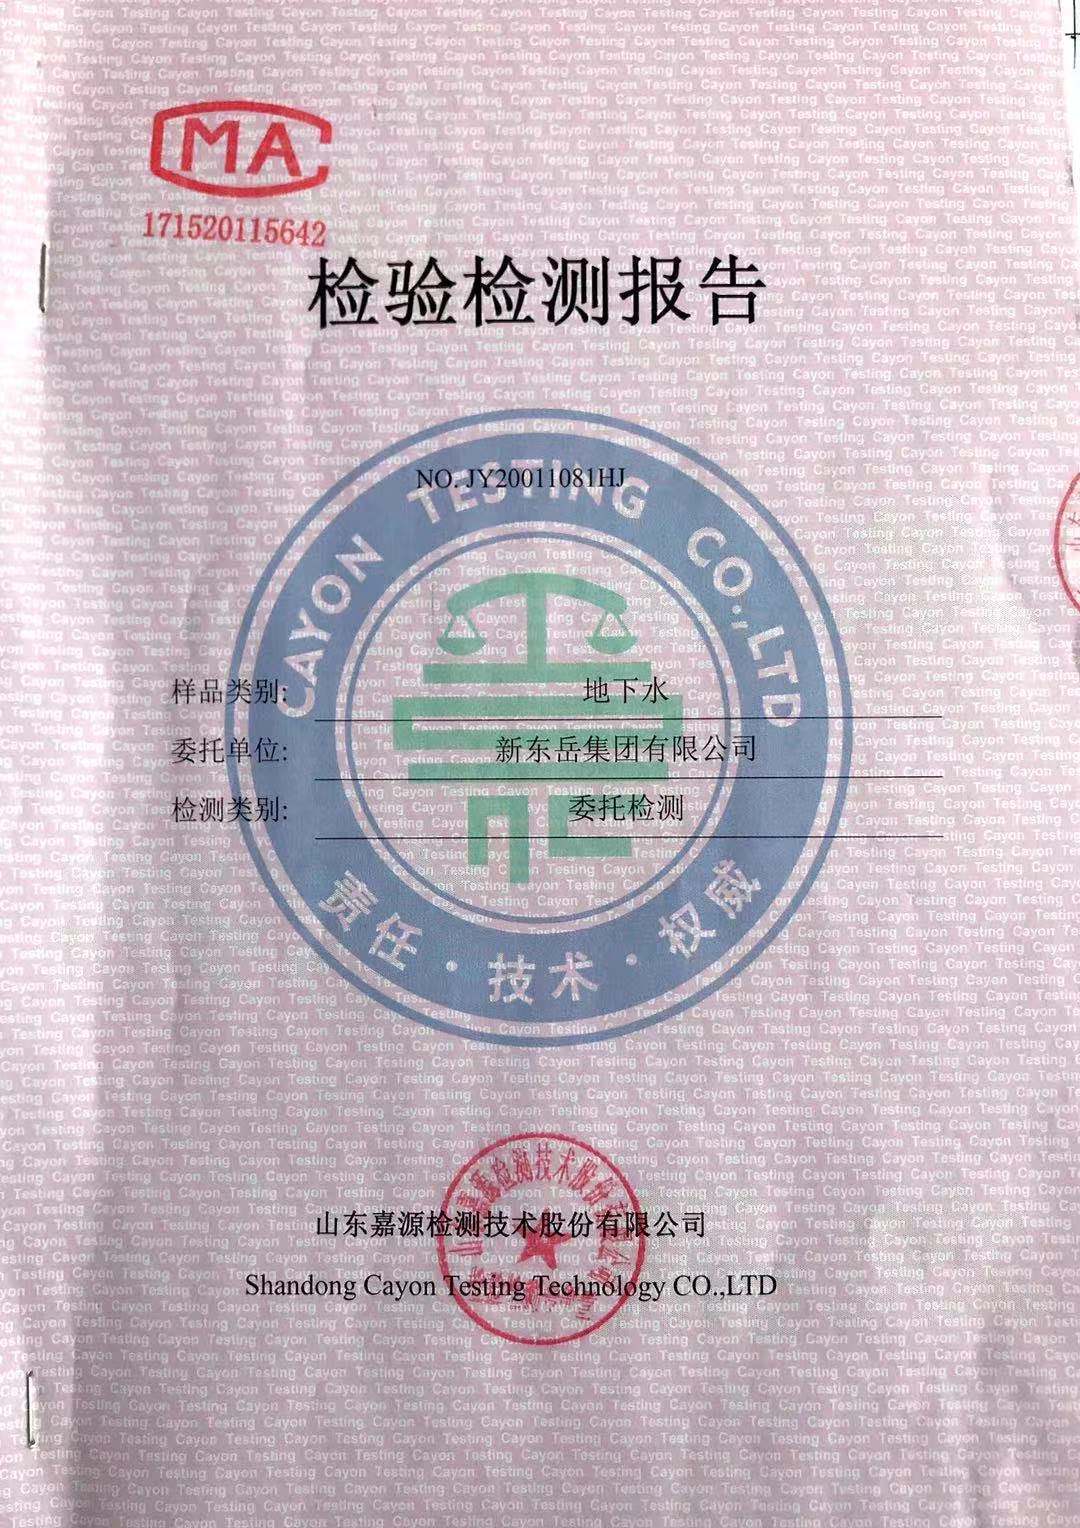 MA
171520115642
检验检测报告
NO. JY20011081HJ
CAYON TESTING CO.,LTD
样品类别: 地下水
委托单位: 新东岳集团有限公司
检测类别: 委托检测
责任·技术·权威
山东嘉源检测技术股份有限公司
Shandong Cayon Testing Technology CO.,LTD